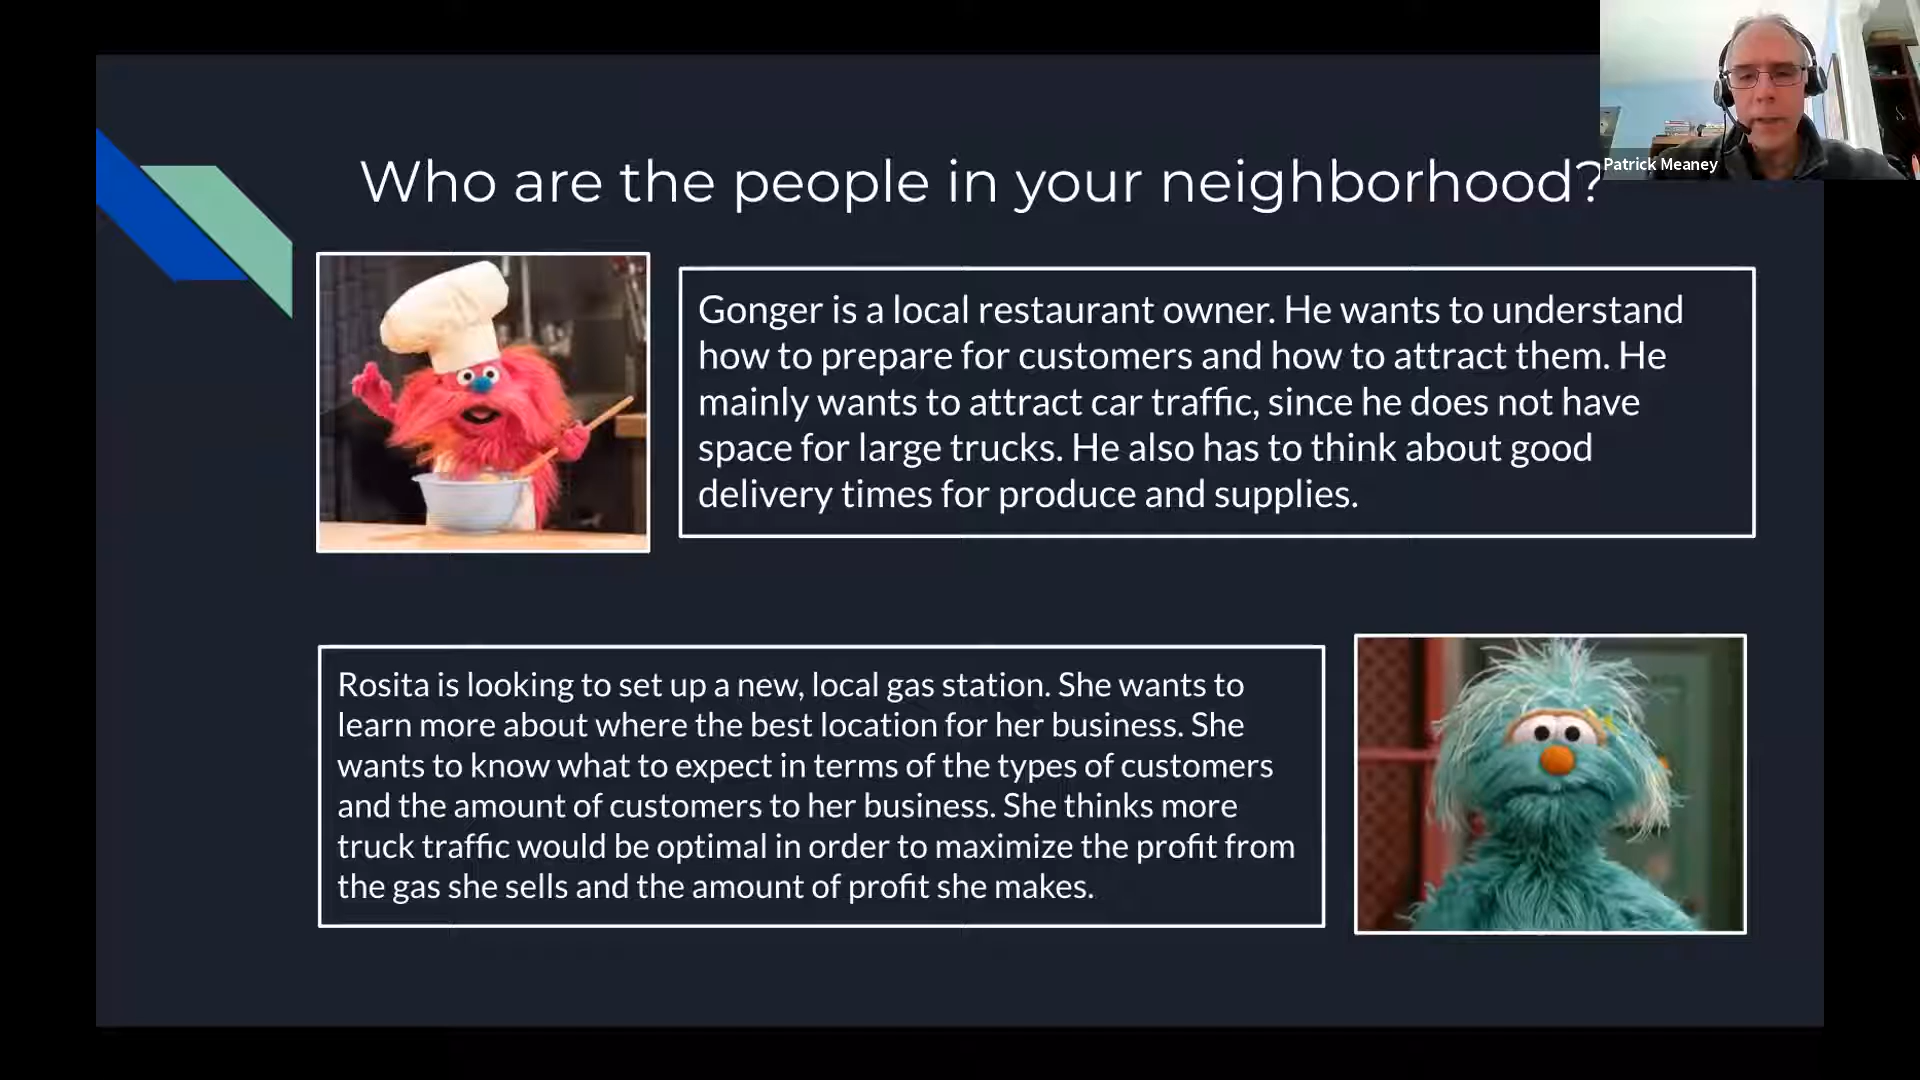 Who are the people in your neighborhood?
Patrick Meaney
Gonger is a local restaurant owner. He wants to understand
how to prepare for customers and how to attract them. He
mainly wants to attract car traffic, since he does not have
space for large trucks. He also has to think about good
delivery times for produce and supplies.
Rosita is looking to set up a new, local gas station. She wants to
learn more about where the best location for her business. She
wants to know what to expect in terms of the types of customers
and the amount of customers to her business. She thinks more
truck traffic would be optimal in order to maximize the profit from
the gas she sells and the amount of profit she makes.